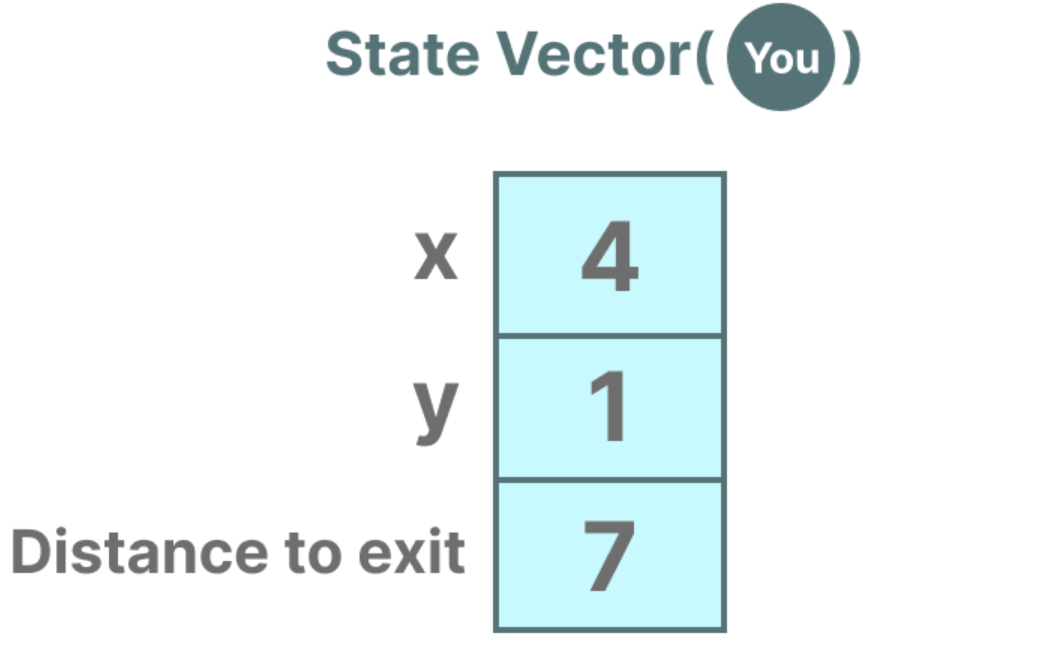 State Vector( You )
x 4
y 1
Distance to exit 7